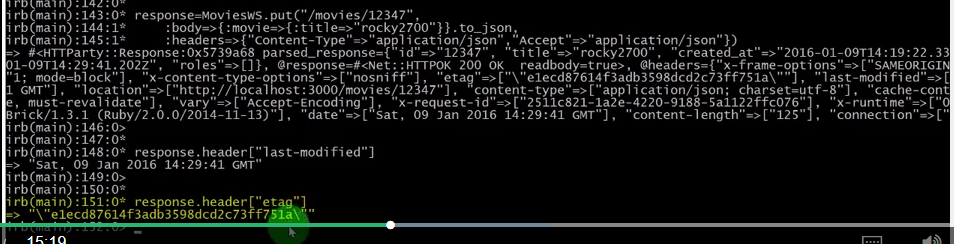 irb(main):142:0*
irb(main):143:0* response=MoviesWS.put("/movies/12347",
irb(main):144:1*     :body=>{:movie=>{:title=>"rocky2700"}}.to_json,
irb(main):145:1*     :headers=>{"Content-Type"=>"application/json","Accept"=>"application/json"})
=> #<HTTParty::Response:0x5739a68 parsed_response={"id"=>"12347", "title"=>"rocky2700", "created_at"=>"2016-01-09T14:19:22.33
01-09T14:29:41.202Z", "roles"=>[]}, @response=#<Net::HTTPOK 200 OK  readbody=true>, @headers={"x-frame-options"=>["SAMEORIGIN
"1; mode=block"], "x-content-type-options"=>["nosniff"], "etag"=>["\"e1ecd87614f3adb3598dcd2c73ff751a\""], "last-modified"=>[
1 GMT"], "location"=>["http://localhost:3000/movies/12347"], "content-type"=>["application/json; charset=utf-8"], "cache-cont
e, must-revalidate"], "vary"=>["Accept-Encoding"], "x-request-id"=>["2511c821-1a2e-4220-9188-5a1122ffc076"], "x-runtime"=>["0
Brick/1.3.1 (Ruby/2.0.0/2014-11-13)"], "date"=>["Sat, 09 Jan 2016 14:29:41 GMT"], "content-length"=>["125"], "connection"=>["
irb(main):146:0>
irb(main):147:0*
irb(main):148:0* response.header["last-modified"]
=> "Sat, 09 Jan 2016 14:29:41 GMT"
irb(main):149:0>
irb(main):150:0*
irb(main):151:0* response.header["etag"]
=> "\"e1ecd87614f3adb3598dcd2c73ff751a\""
irb(main):152:0>
15:19